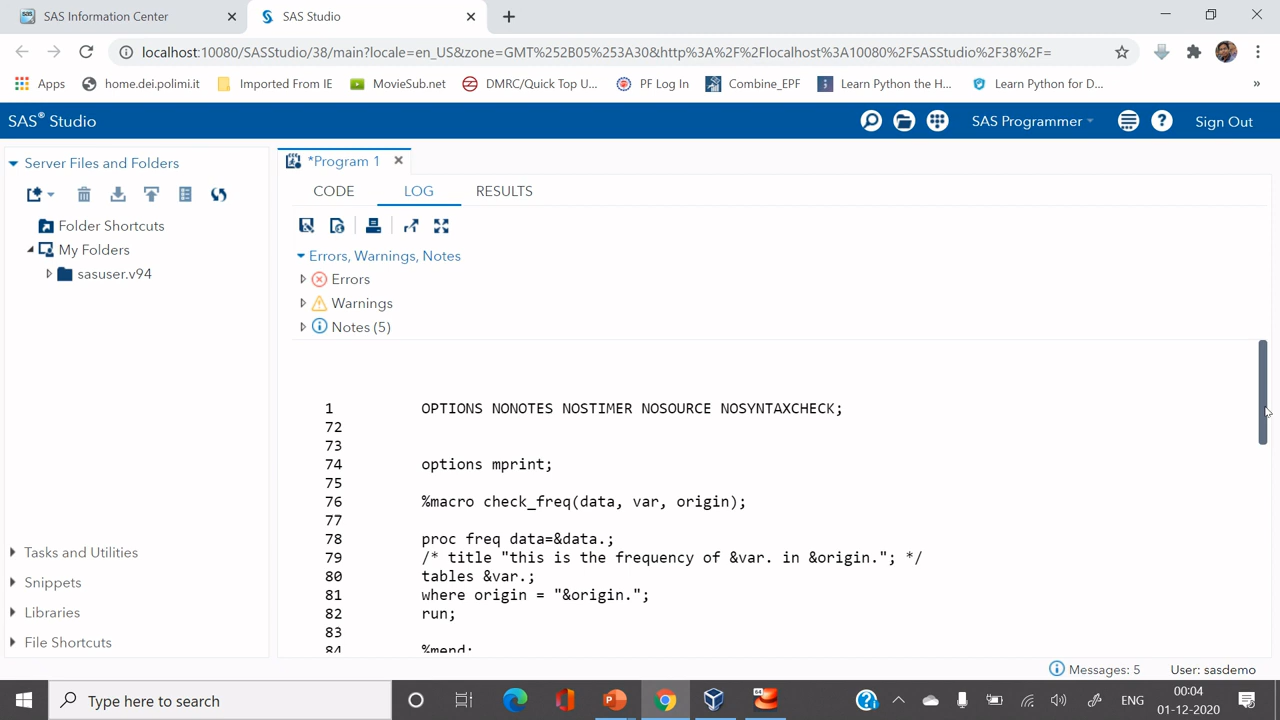 SAS Information Center
SAS Studio
localhost:10080/SASStudio/38/main?locale=en_US&zone=GMT%252B05%253A30&http%3A%2F%2Flocalhost%3A10080%2FSASStudio%2F38%2F=
Apps
home.dei.polimi.it
Imported From IE
MovieSub.net
DMRC/Quick Top U...
PF Log In
Combine_EPF
Learn Python the H...
Learn Python for D...
»
SAS® Studio
SAS Programmer
Sign Out
Server Files and Folders
Folder Shortcuts
My Folders
sasuser.v94
Tasks and Utilities
Snippets
Libraries
File Shortcuts
*Program 1
CODE
LOG
RESULTS
Errors, Warnings, Notes
Errors
Warnings
Notes (5)
1 OPTIONS NONOTES NOSTIMER NOSOURCE NOSYNTAXCHECK;
72
73
74 options mprint;
75
76 %macro check_freq(data, var, origin);
77
78 proc freq data=&data.;
79 /* title "this is the frequency of &var. in &origin."; */
80 tables &var.;
81 where origin = "&origin.";
82 run;
83
84 %mend;
Messages: 5
User: sasdemo
Type here to search
64
ENG
00:04
01-12-2020